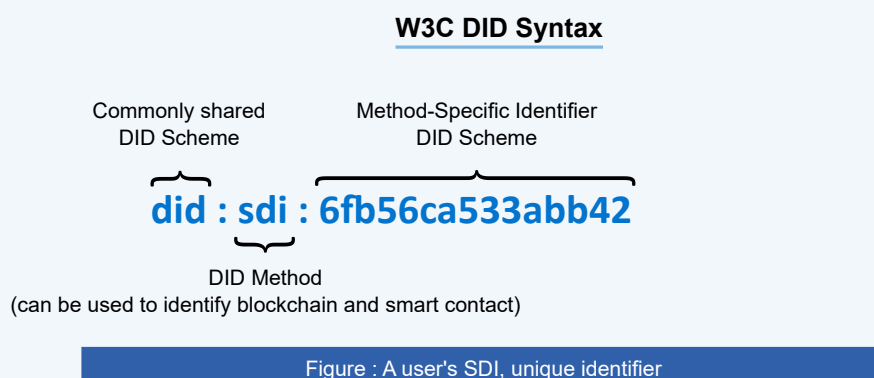 W3C DID Syntax
Commonly shared
DID Scheme
Method-Specific Identifier
DID Scheme
did : sdi : 6fb56ca533abb42
DID Method
(can be used to identify blockchain and smart contact)
Figure : A user's SDI, unique identifier